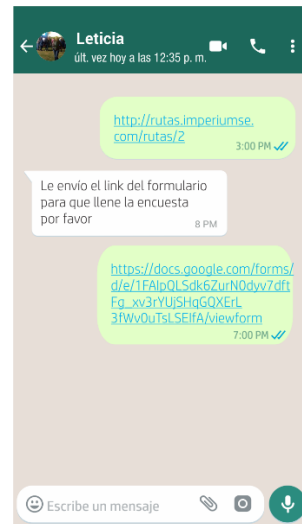 Leticia
últ. vez hoy a las 12:35 p. m.
http://rutas.imperiumse.
com/rutas/2
3:00 PM
Le envío el link del formulario
para que llene la encuesta
por favor
8 PM
https://docs.google.com/forms/
d/e/1FAIpQLSdk6ZurN0dyv7dft
Fg_xv3rYUjSHqGQXErL
3fWv0uTsLSEIfA/viewform
7:00 PM
Escribe un mensaje